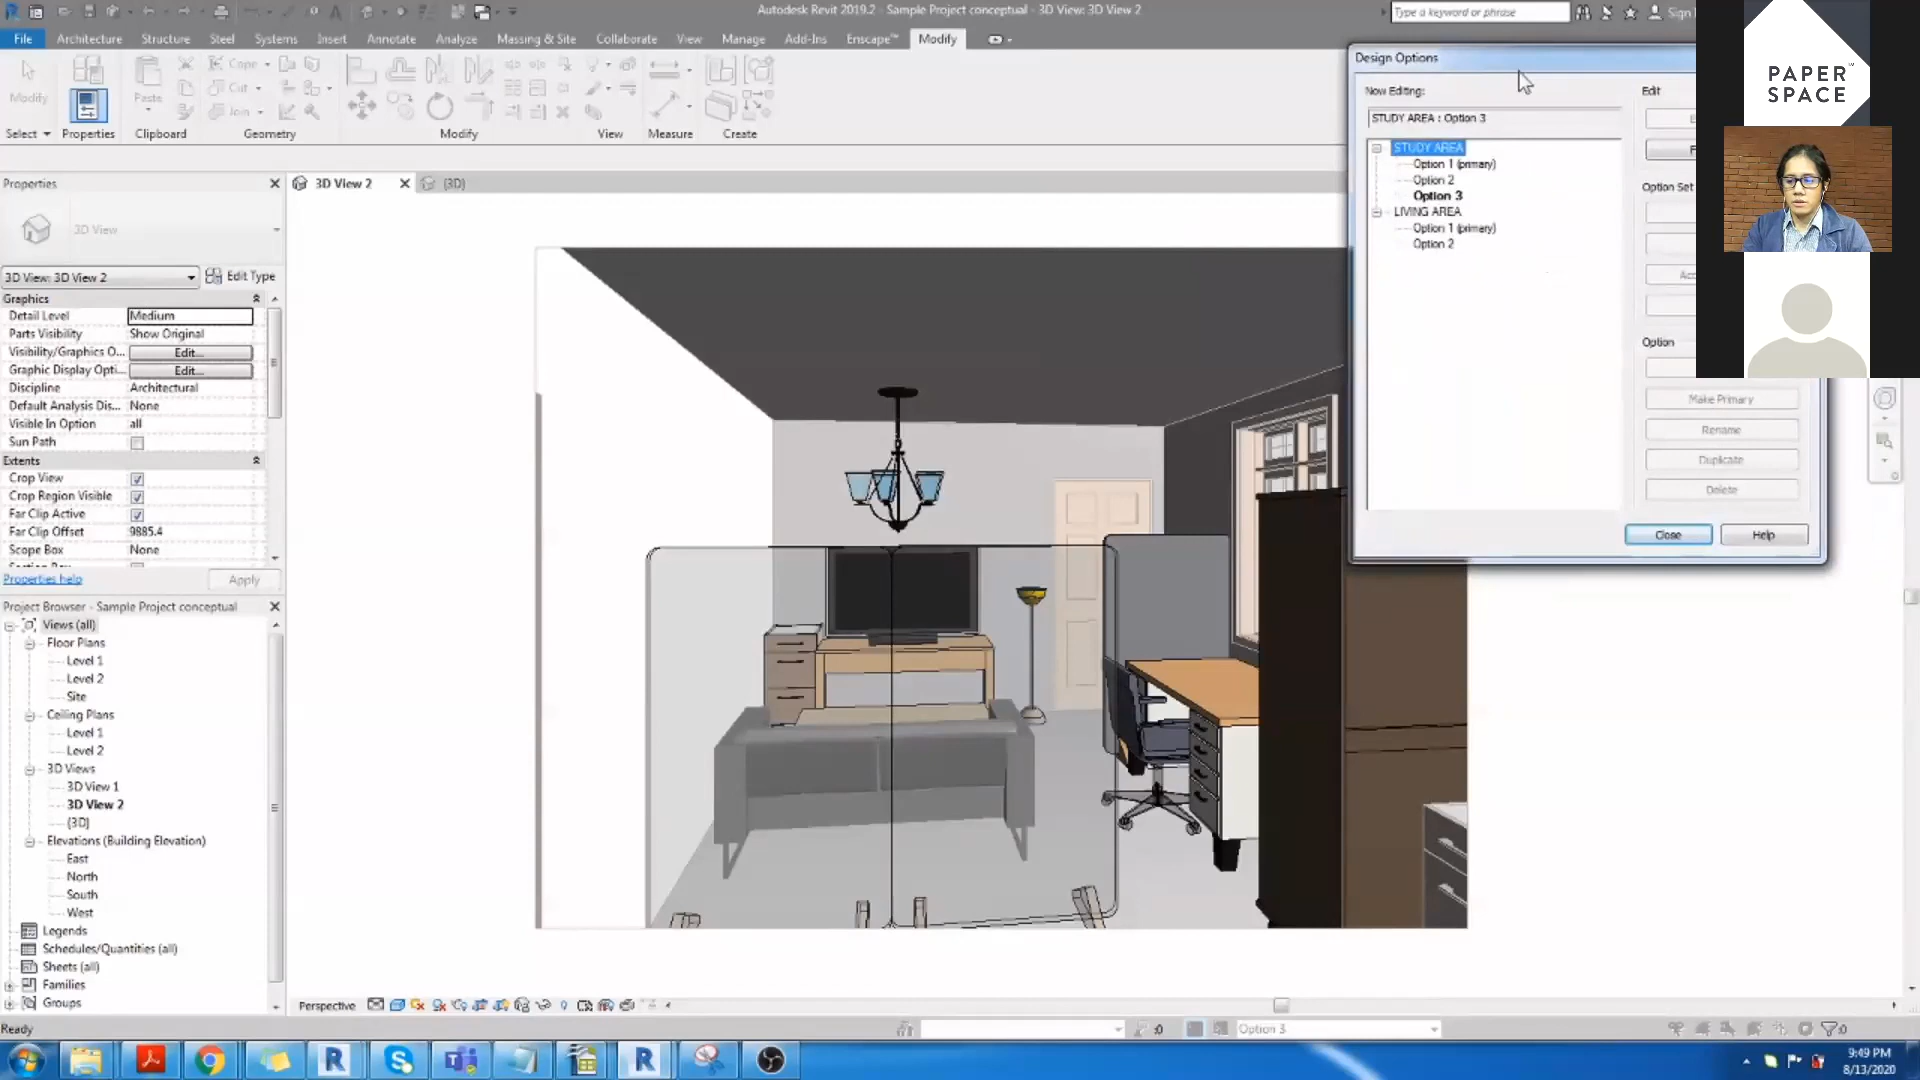 Autodesk Revit 2019.2 - Sample Project conceptual - 3D View: 3D View 2
Type a keyword or phrase
Sign
File Architecture Structure Steel Systems Insert Annotate Analyze Massing & Site Collaborate View Manage Add-Ins Enscape™ Modify
Modify
Paste
Cope
Cut
Join
Select Properties Clipboard Geometry Modify View Measure Create
Properties
3D View 2
{3D}
3D View
3D View: 3D View 2
Edit Type
Graphics
Detail Level Medium
Parts Visibility Show Original
Visibility/Graphics O... Edit...
Graphic Display Opti... Edit...
Discipline Architectural
Default Analysis Dis... None
Visible In Option all
Sun Path
Extents
Crop View
Crop Region Visible
Far Clip Active
Far Clip Offset 9885.4
Scope Box None
Properties help
Apply
Project Browser - Sample Project conceptual
Views (all)
Floor Plans
Level 1
Level 2
Site
Ceiling Plans
Level 1
Level 2
3D Views
3D View 1
3D View 2
{3D}
Elevations (Building Elevation)
East
North
South
West
Legends
Schedules/Quantities (all)
Sheets (all)
Families
Groups
Design Options
Now Editing:
STUDY AREA : Option 3
STUDY AREA
Option 1 (primary)
Option 2
Option 3
LIVING AREA
Option 1 (primary)
Option 2
Edit
Option Set
Option
Make Primary
Rename
Duplicate
Delete
Close
Help
PAPER
SPACE
Perspective
Ready
:0
Option 3
:0
9:49 PM
8/13/2020